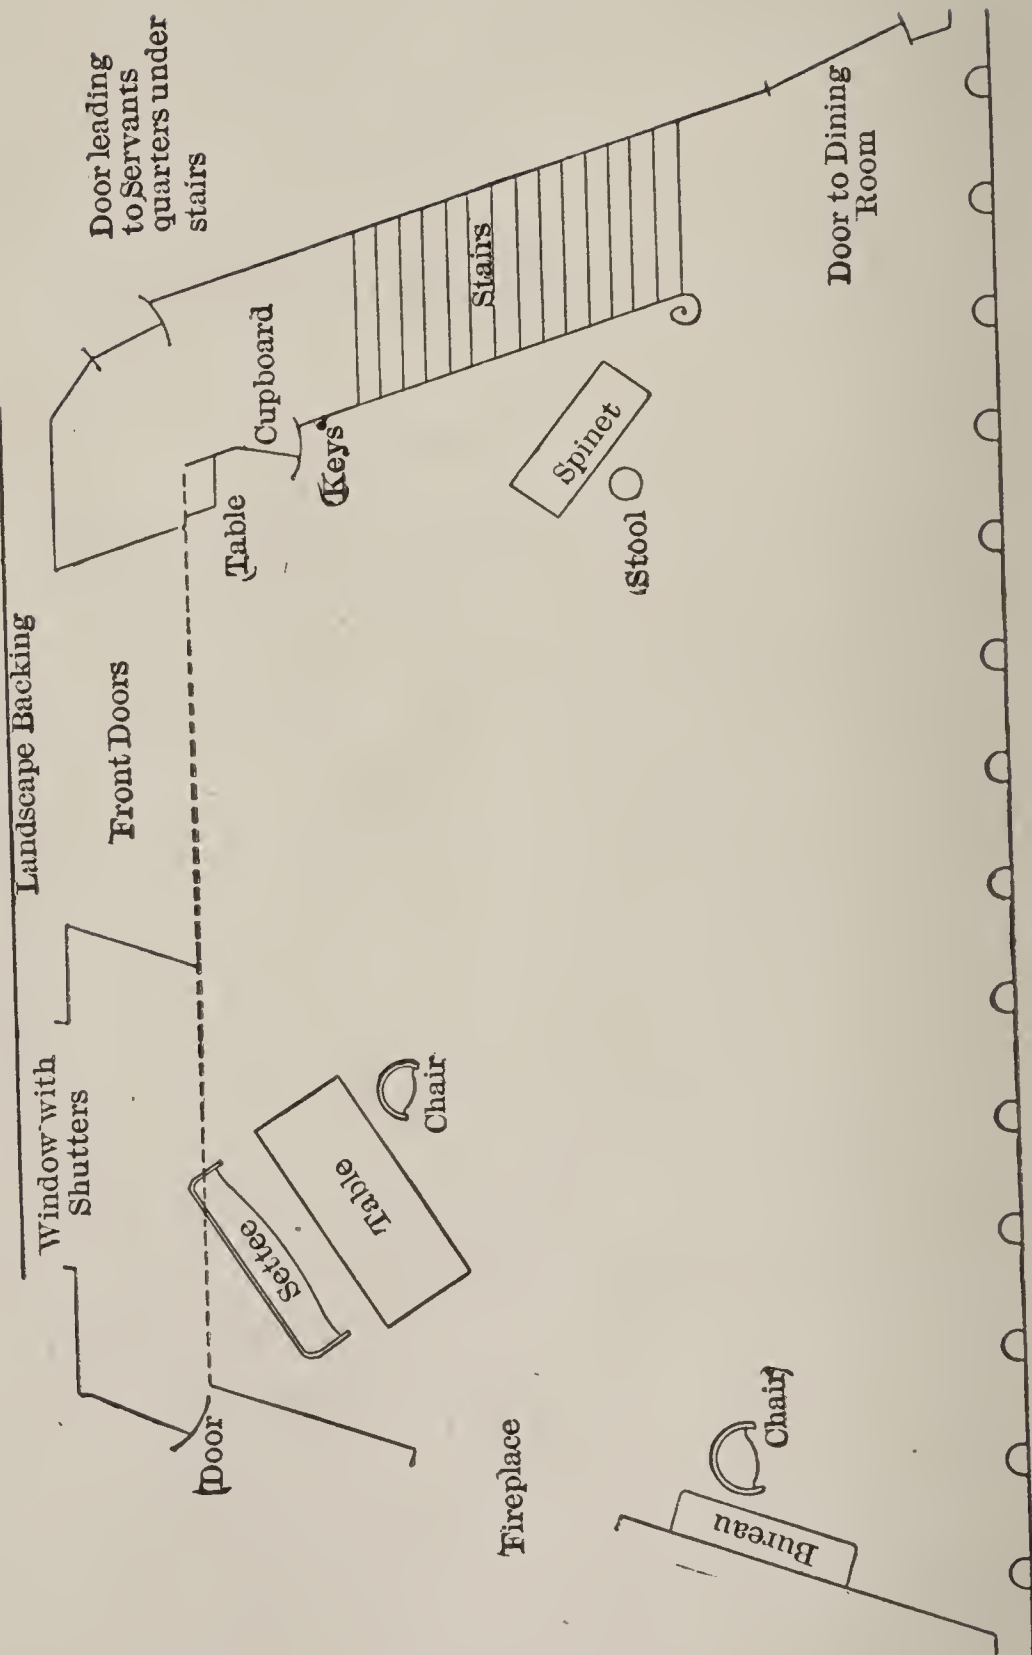 Landscape Backing
Window with
Shutters
Door leading
to Servants
quarters under
stairs
Front Doors
Door
Table
Cupboard
Settee
Keys
Table
Chair
Stairs
Fireplace
Spinet
Stool
Bureau
Chair
Door to Dining
Room